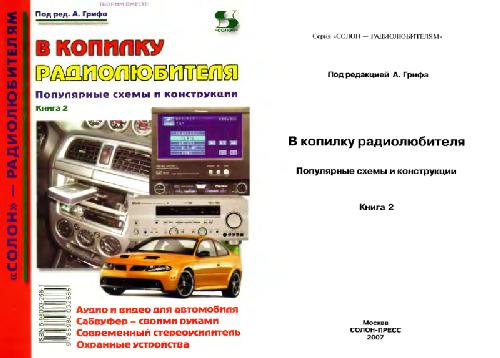 Под ред. А. Грифа
«СОЛОН»
В КОПИЛКУ
РАДИОЛЮБИТЕЛЯ
Популярные схемы и конструкции
Книга 2
«СОЛОН» — РАДИОЛЮБИТЕЛЯМ
Аудио и видео для автомобиля
Сабвуфер – своими руками
Современный стереоусилитель
Охранные устройства
Серия «СОЛОН — РАДИОЛЮБИТЕЛЯМ»
Под редакцией А. Грифа
В копилку радиолюбителя
Популярные схемы и конструкции
Книга 2
Москва
СОЛОН-ПРЕСС
2007